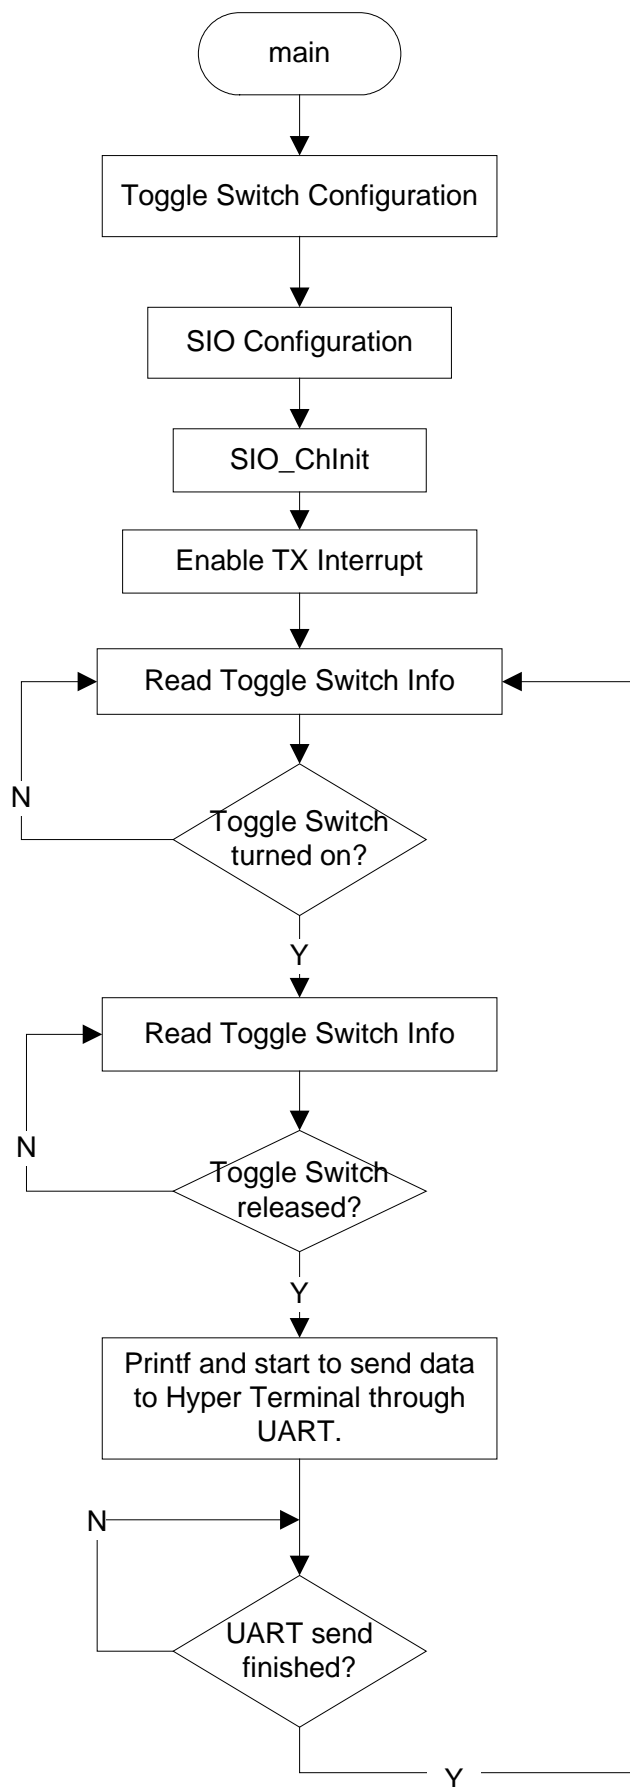 main
Toggle Switch Configuration
SIO Configuration
SIO_ChInit
Enable TX Interrupt
Read Toggle Switch Info
N
Toggle Switch
turned on?
Y
Read Toggle Switch Info
N
Toggle Switch
released?
Y
Printf and start to send data
to Hyper Terminal through
UART.
N
UART send
finished?
Y